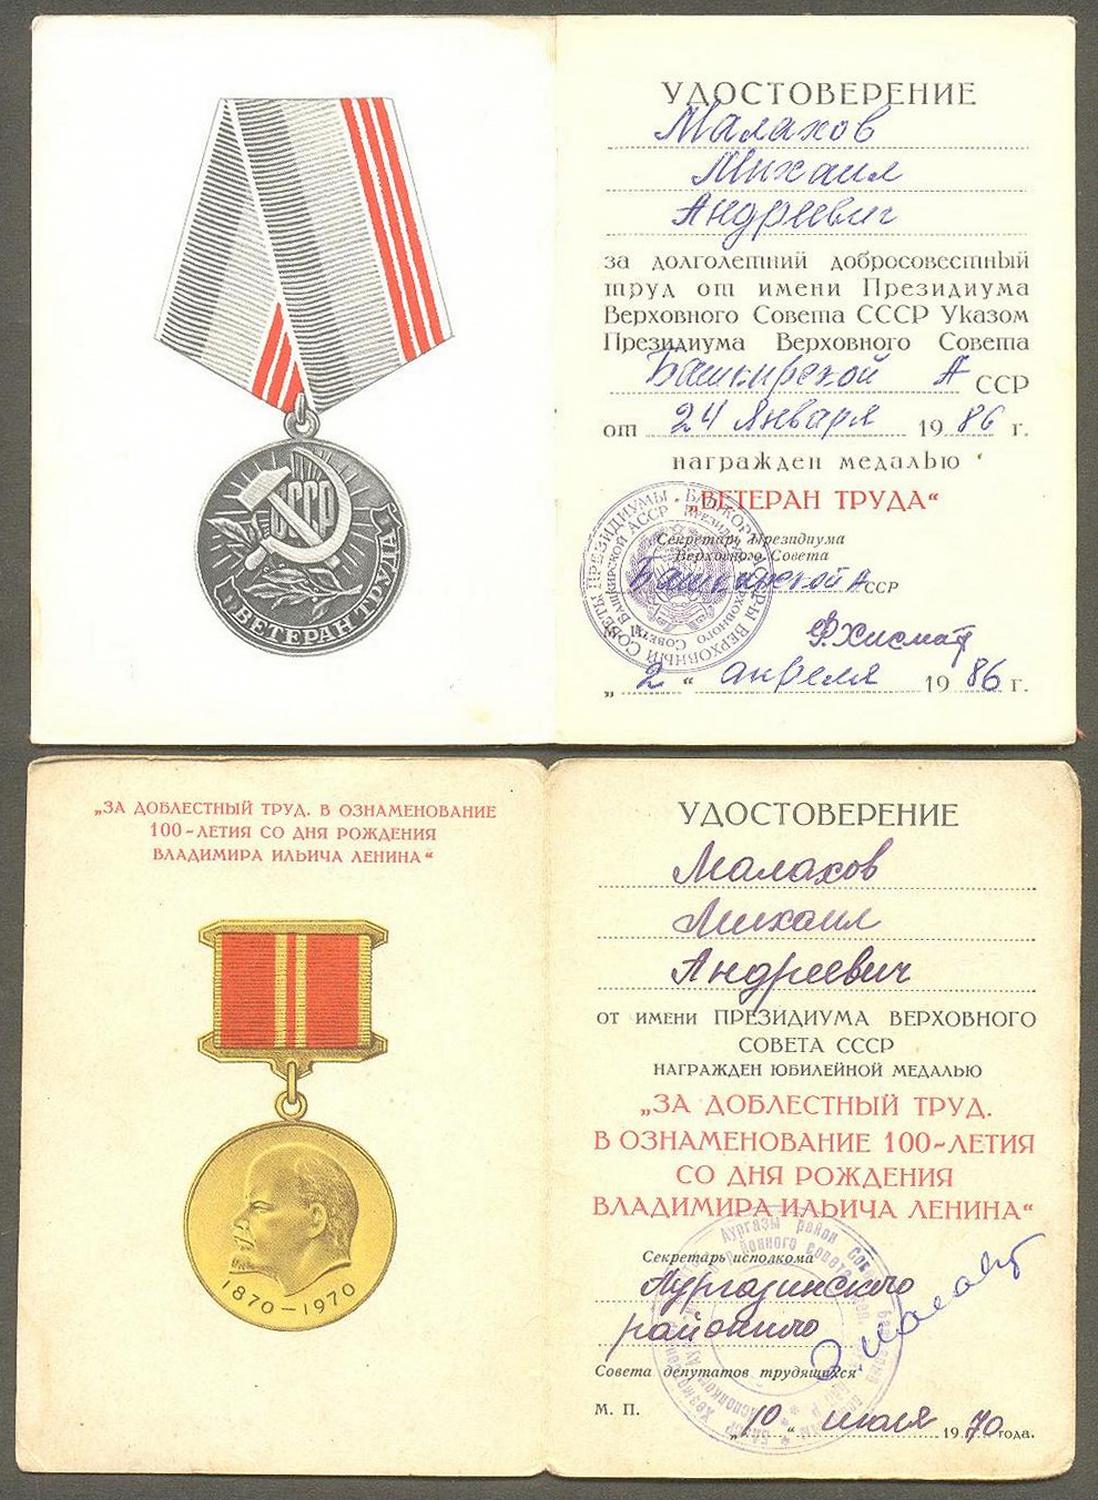 СССР
ВЕТЕРАН ТРУДА
УДОСТОВЕРЕНИЕ
Малахов
Михаил
Андреевич
за долголетний добросовестный
труд от имени Президиума
Верховного Совета СССР Указом
Президиума Верховного Совета
Башкирской А ССР
от 24 января 1986 г.
награжден медалью
„ВЕТЕРАН ТРУДА“
Секретарь Президиума
Верховного Совета
Башкирской А ССР
Ф.Хисмат
„2“ апреля 1986 г.
„ЗА ДОБЛЕСТНЫЙ ТРУД. В ОЗНАМЕНОВАНИЕ
100-ЛЕТИЯ СО ДНЯ РОЖДЕНИЯ
ВЛАДИМИРА ИЛЬИЧА ЛЕНИНА“
1870-1970
УДОСТОВЕРЕНИЕ
Малахов
Михаил
Андреевич
ОТ ИМЕНИ ПРЕЗИДИУМА ВЕРХОВНОГО
СОВЕТА СССР
НАГРАЖДЕН ЮБИЛЕЙНОЙ МЕДАЛЬЮ
„ЗА ДОБЛЕСТНЫЙ ТРУД.
В ОЗНАМЕНОВАНИЕ 100-ЛЕТИЯ
СО ДНЯ РОЖДЕНИЯ
ВЛАДИМИРА ИЛЬИЧА ЛЕНИНА“
Секретарь исполкома
Аургазинского
районного
Совета депутатов трудящихся
М. П.
„10“ июля 1970 года.